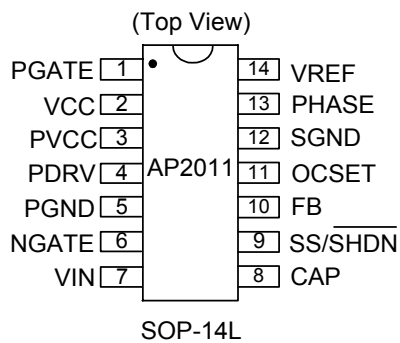 (Top View)
PGATE 1 14 VREF
VCC 2 13 PHASE
PVCC 3 12 SGND
PDRV 4 AP2011 11 OCSET
PGND 5 10 FB
NGATE 6 9 SS/SHDN
VIN 7 8 CAP
SOP-14L